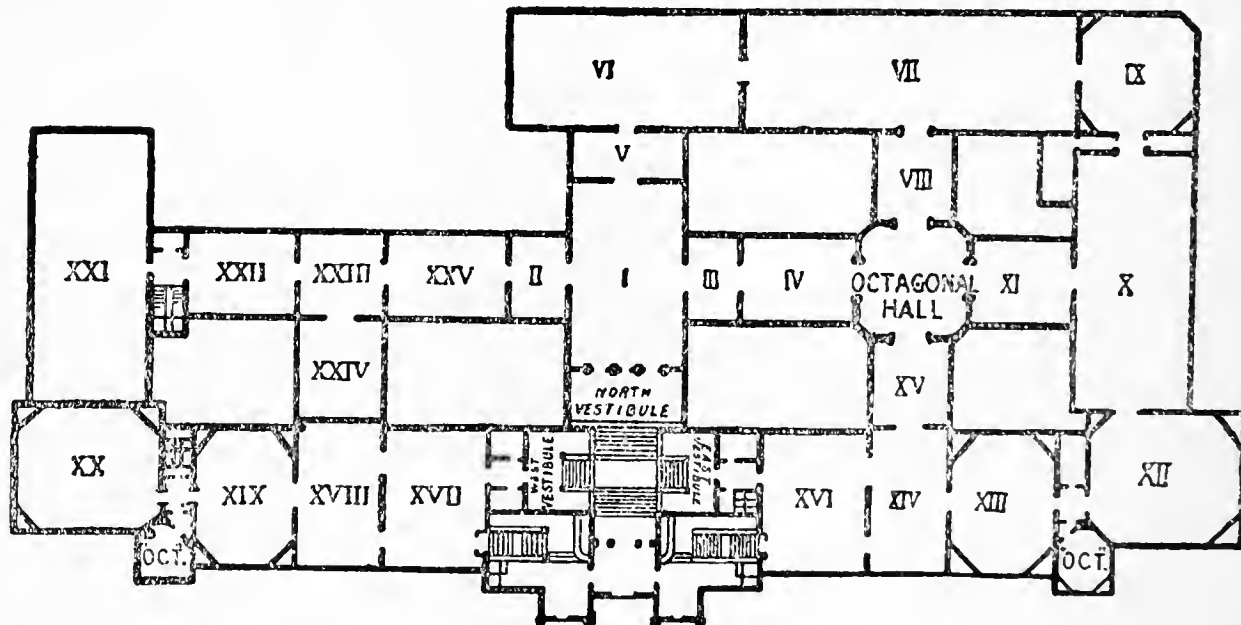 VI
VII
IX
V
VIII
XXI
XXII
XXIII
XXV
II
I
III
IV
OCTAGONAL
HALL
XI
X
XXIV
XV
NORTH
VESTIBULE
XX
XIX
XVIII
XVII
WEST
VESTIBULE
EAST
VESTIBULE
XVI
XIV
XIII
XII
OCT.
OCT.